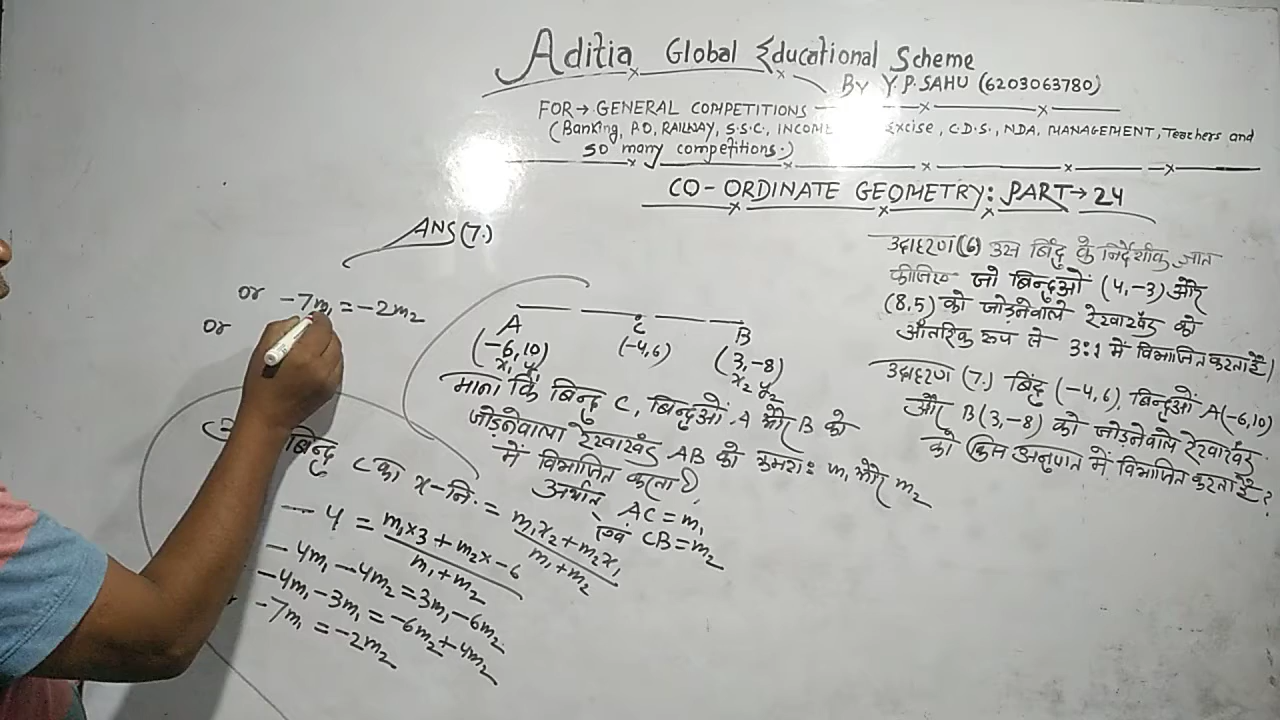 Aditia Global Educational Scheme
By Y.P. SAHU (6203063780)
FOR → GENERAL COMPETITIONS
(Banking, P.O, RAILWAY, S.S.C., INCOME Excise, C.D.S., NDA, MANAGEMENT, Teachers and
so many competitions.)
CO-ORDINATE GEOMETRY: PART → 24
उदाहरण (6) उस बिंदु के निर्देशांक ज्ञात
कीजिए जो बिन्दुओं (4,-3) और
(8,5) को जोड़नेवाले रेखाखंड को
आंतरिक रूप से 3:1 में विभाजित करता है।
उदाहरण (7.) बिंदु (-4,6), बिन्दुओं A(-6,10)
और B(3,-8) को जोड़नेवाले रेखाखंड
को किस अनुपात में विभाजित करता है?
ANS (7.)
A C B
(-6,10) (-4,6) (3,-8)
x₁ y₁ x₂ y₂
माना कि बिन्दु C, बिन्दुओं A और B को
जोड़नेवाला रेखाखंड AB को क्रमशः m₁ और m₂
में विभाजित करता है,
अर्थात् AC = m₁
एवं CB = m₂
बिन्दु C का x-नि. = m₁x₂ + m₂x₁ / m₁ + m₂
- 4 = m₁×3 + m₂×-6 / m₁ + m₂
- 4m₁ - 4m₂ = 3m₁ - 6m₂
-4m₁ - 3m₁ = -6m₂ + 4m₂
-7m₁ = -2m₂
or -7m₁ = -2m₂
or